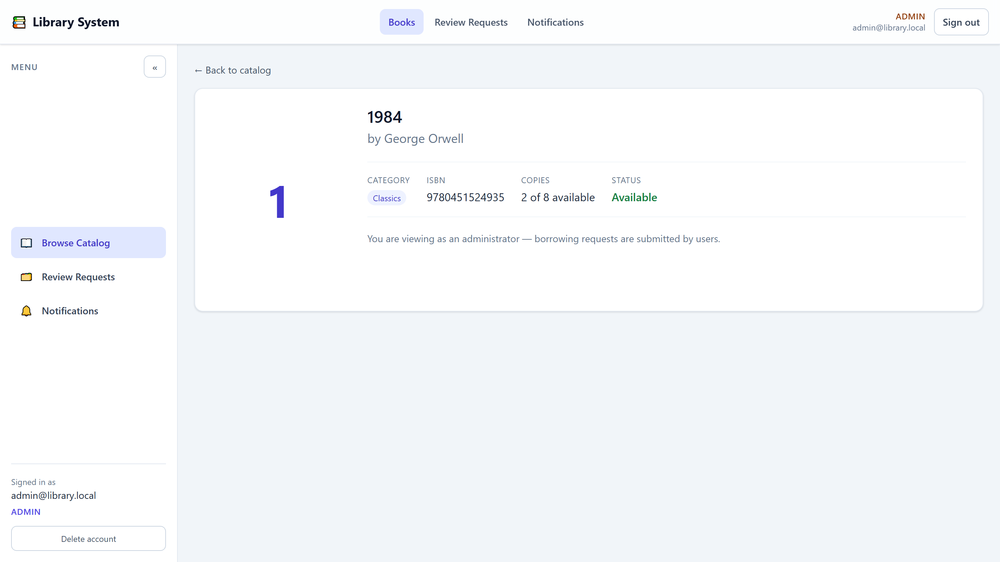 Library System
Books
Review Requests
Notifications
ADMIN
admin@library.local
Sign out
MENU
«
Browse Catalog
Review Requests
Notifications
Signed in as
admin@library.local
ADMIN
Delete account
← Back to catalog
1
1984
by George Orwell
CATEGORY
Classics
ISBN
9780451524935
COPIES
2 of 8 available
STATUS
Available
You are viewing as an administrator — borrowing requests are submitted by users.